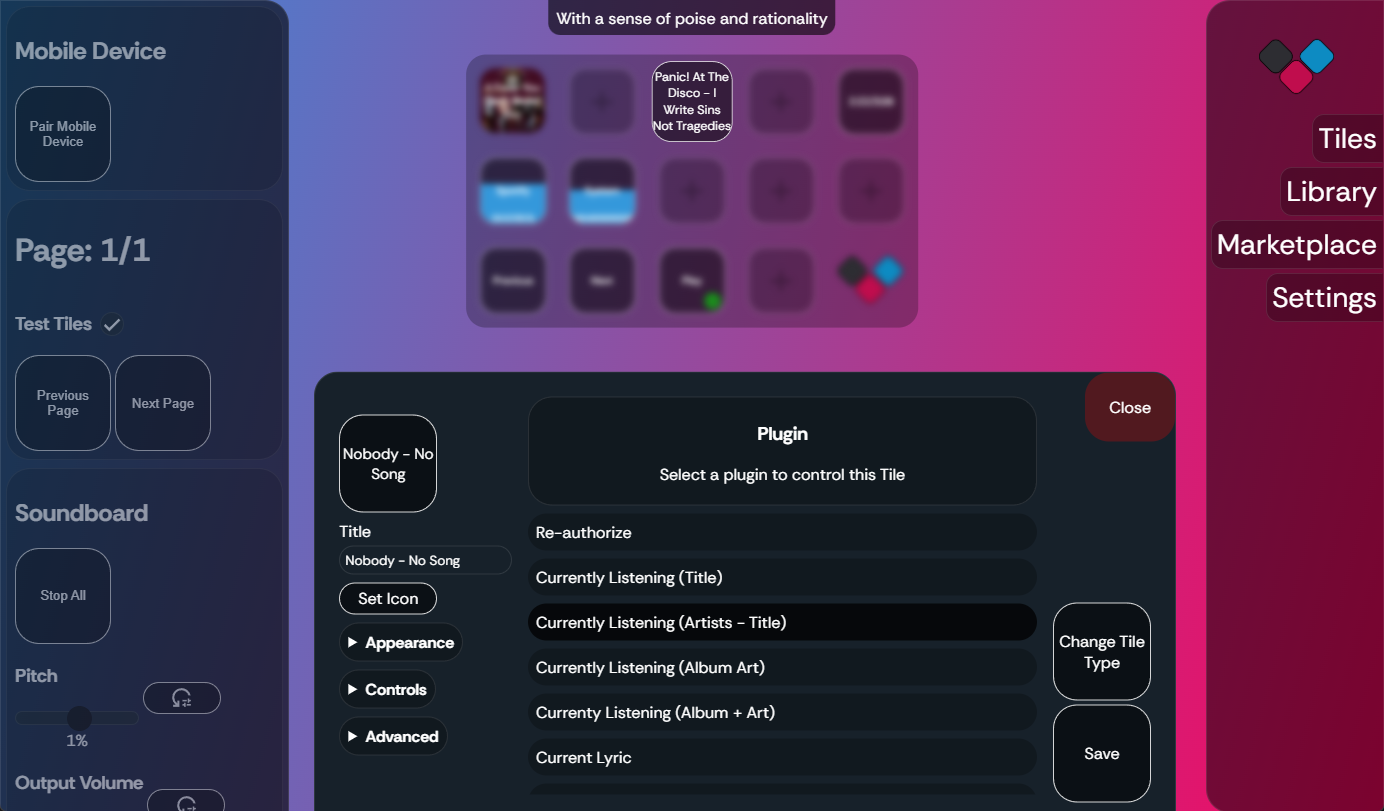 With a sense of poise and rationality
Mobile Device
Pair Mobile
Device
Page: 1/1
Test Tiles
Previous
Page
Next Page
Soundboard
Stop All
Pitch
1%
Output Volume
Panic! At The
Disco - I
Write Sins
Not Tragedies
Previous
Next
Play
Close
Nobody - No
Song
Title
Nobody - No Song
Set Icon
Appearance
Controls
Advanced
Plugin
Select a plugin to control this Tile
Re-authorize
Currently Listening (Title)
Currently Listening (Artists - Title)
Currently Listening (Album Art)
Currenty Listening (Album + Art)
Current Lyric
Change Tile
Type
Save
Tiles
Library
Marketplace
Settings